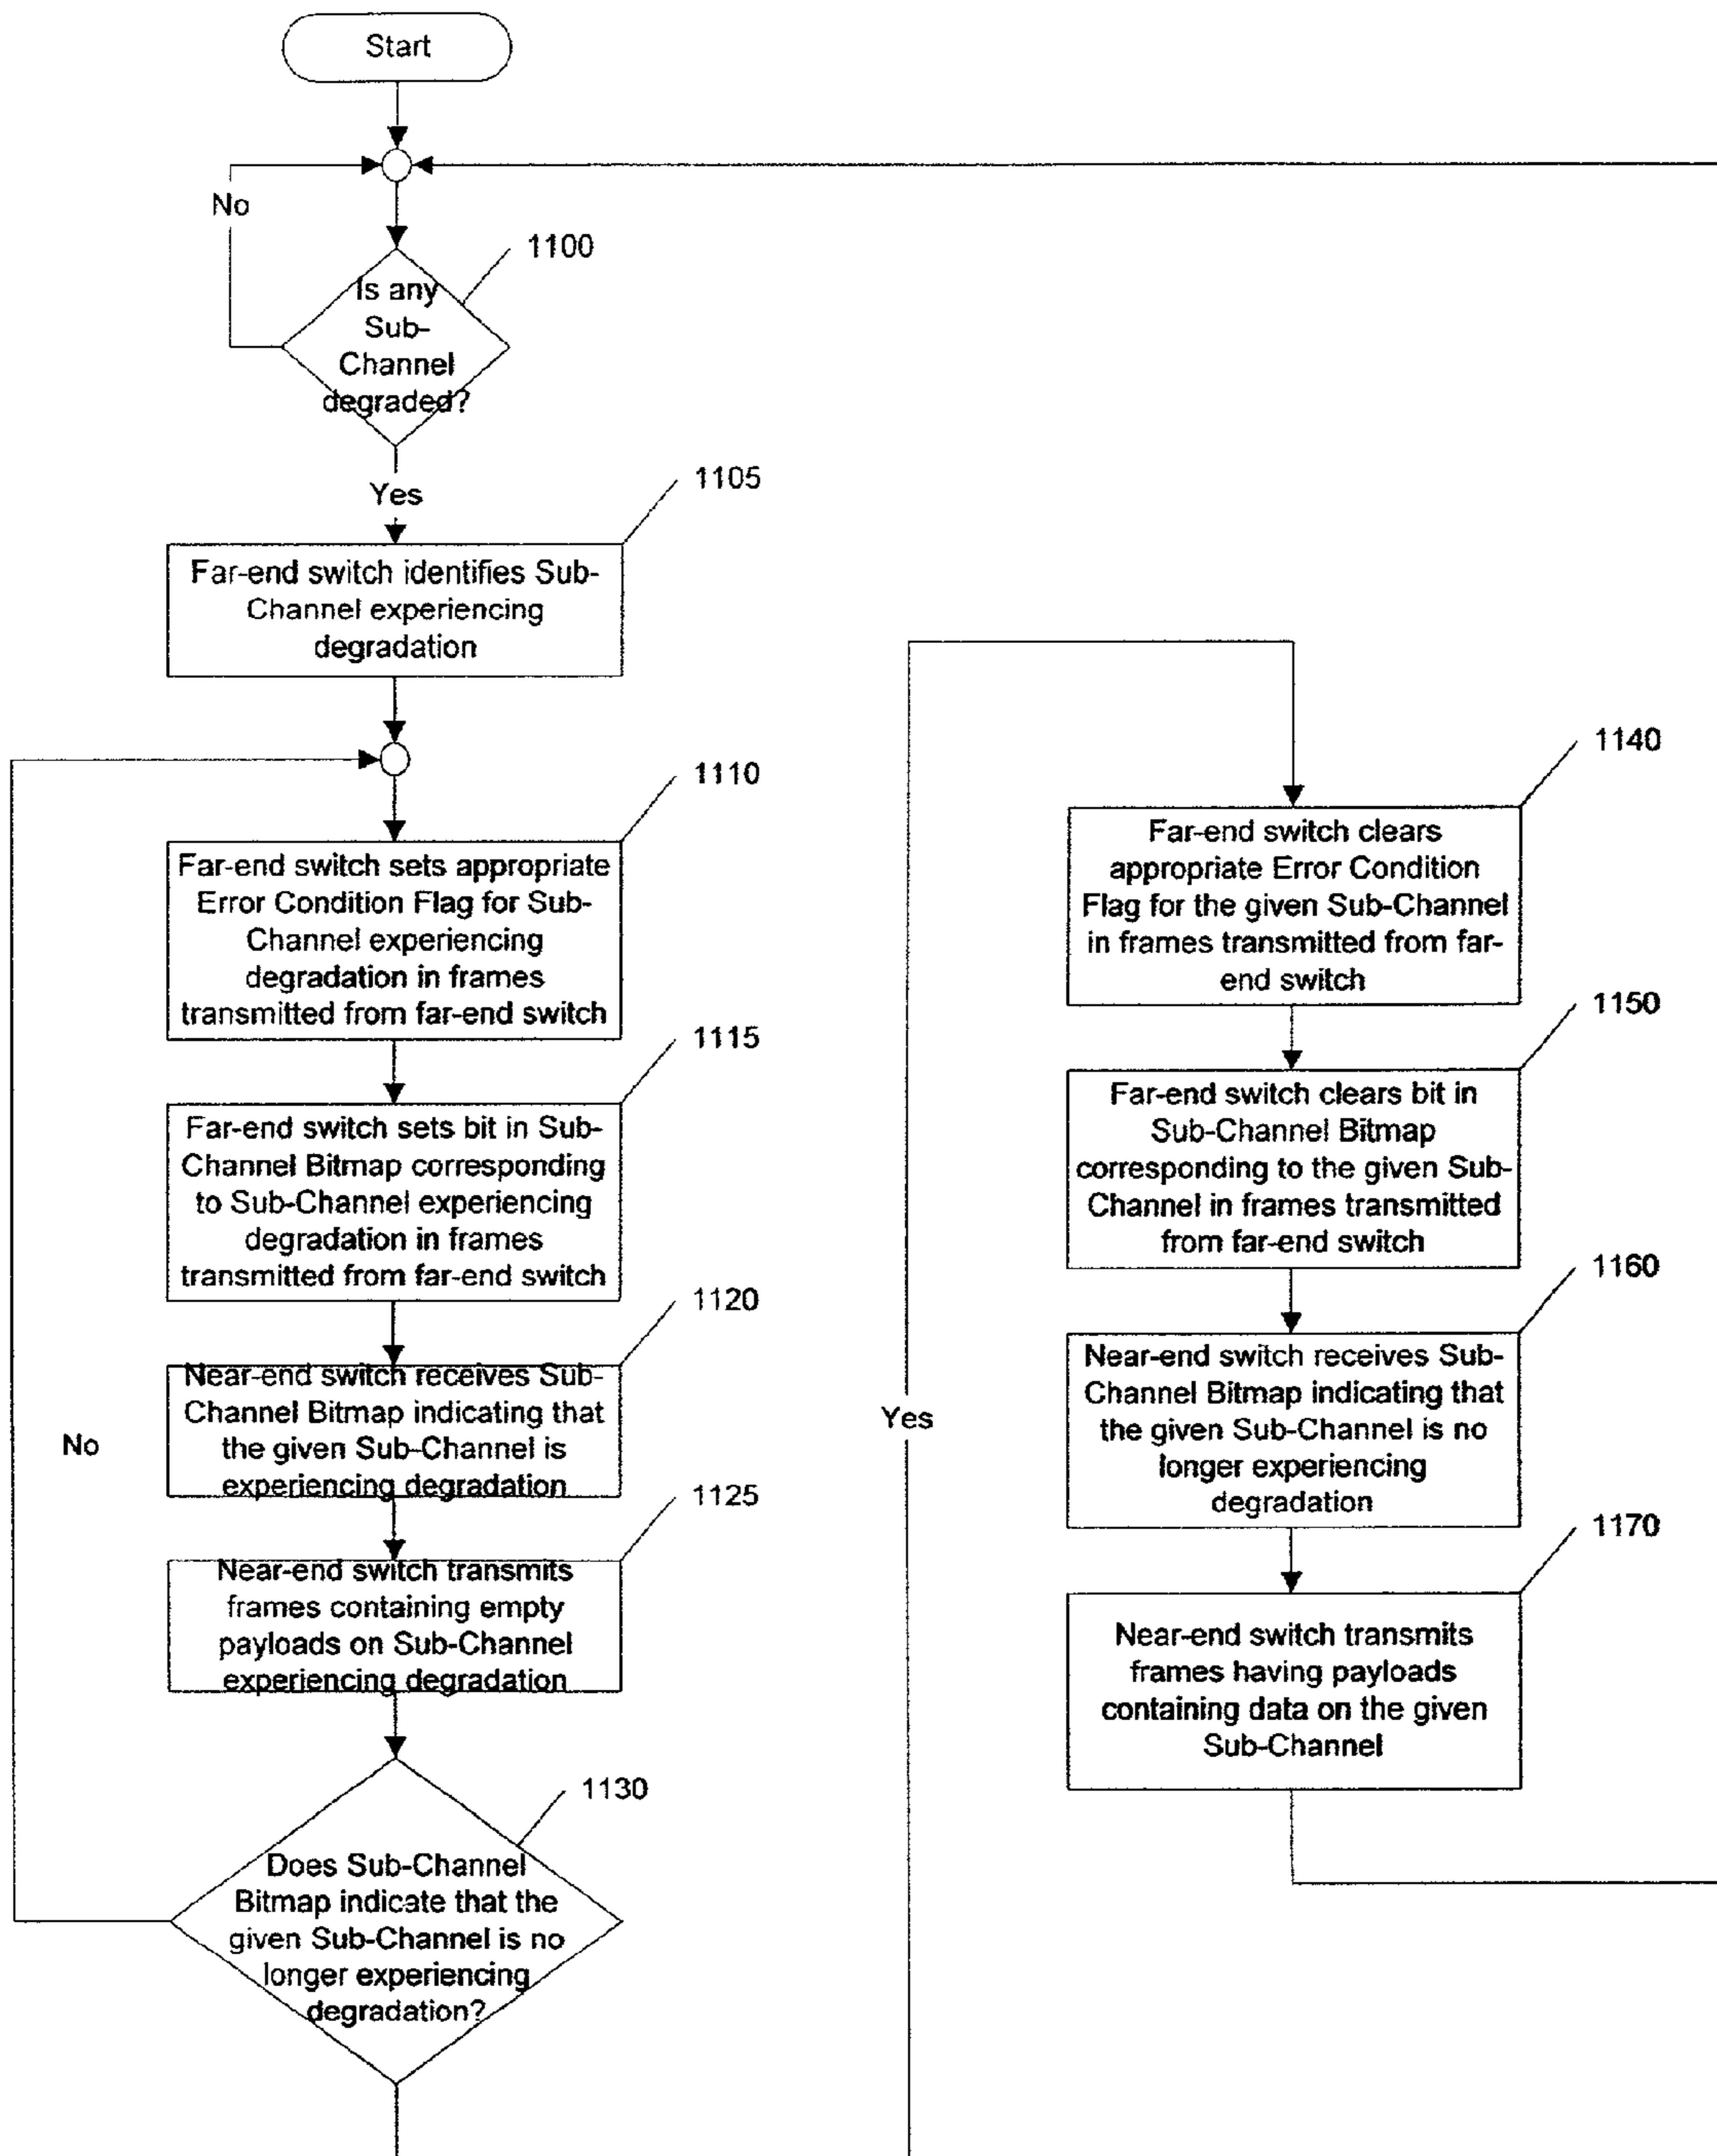 Start
No
1100
Is any
Sub-
Channel
degraded?
Yes
1105
Far-end switch identifies Sub-
Channel experiencing
degradation
1110
Far-end switch sets appropriate
Error Condition Flag for Sub-
Channel experiencing
degradation in frames
transmitted from far-end switch
1115
Far-end switch sets bit in Sub-
Channel Bitmap corresponding
to Sub-Channel experiencing
degradation in frames
transmitted from far-end switch
1120
Near-end switch receives Sub-
Channel Bitmap indicating that
the given Sub-Channel is
experiencing degradation
No
1125
Near-end switch transmits
frames containing empty
payloads on Sub-Channel
experiencing degradation
1130
Does Sub-Channel
Bitmap indicate that the
given Sub-Channel is no
longer experiencing
degradation?
Yes
1140
Far-end switch clears
appropriate Error Condition
Flag for the given Sub-Channel
in frames transmitted from far-
end switch
1150
Far-end switch clears bit in
Sub-Channel Bitmap
corresponding to the given Sub-
Channel in frames transmitted
from far-end switch
1160
Near-end switch receives Sub-
Channel Bitmap indicating that
the given Sub-Channel is no
longer experiencing
degradation
1170
Near-end switch transmits
frames having payloads
containing data on the given
Sub-Channel